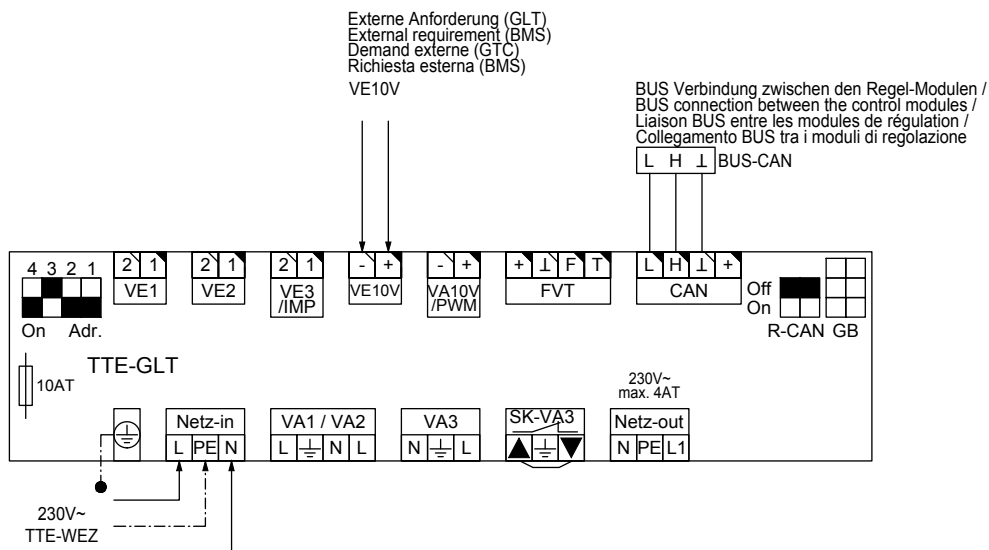 Externe Anforderung (GLT)
External requirement (BMS)
Demand externe (GTC)
Richiesta esterna (BMS)
VE10V
BUS Verbindung zwischen den Regel-Modulen /
BUS connection between the control modules /
Liaison BUS entre les modules de régulation /
Collegamento BUS tra i moduli di regolazione
L H ⊥ BUS-CAN
4 3 2 1
On Adr.
2 1
VE1
2 1
VE2
2 1
VE3
/IMP
- +
VE10V
- +
VA10V
/PWM
+ ⊥ F T
FVT
L H ⊥ +
CAN
Off
On
R-CAN GB
TTE-GLT
10AT
230V~
max. 4AT
Netz-in
L PE N
VA1 / VA2
L ⏚ N L
VA3
N ⏚ L
SK-VA3
Netz-out
N PE L1
230V~
TTE-WEZ